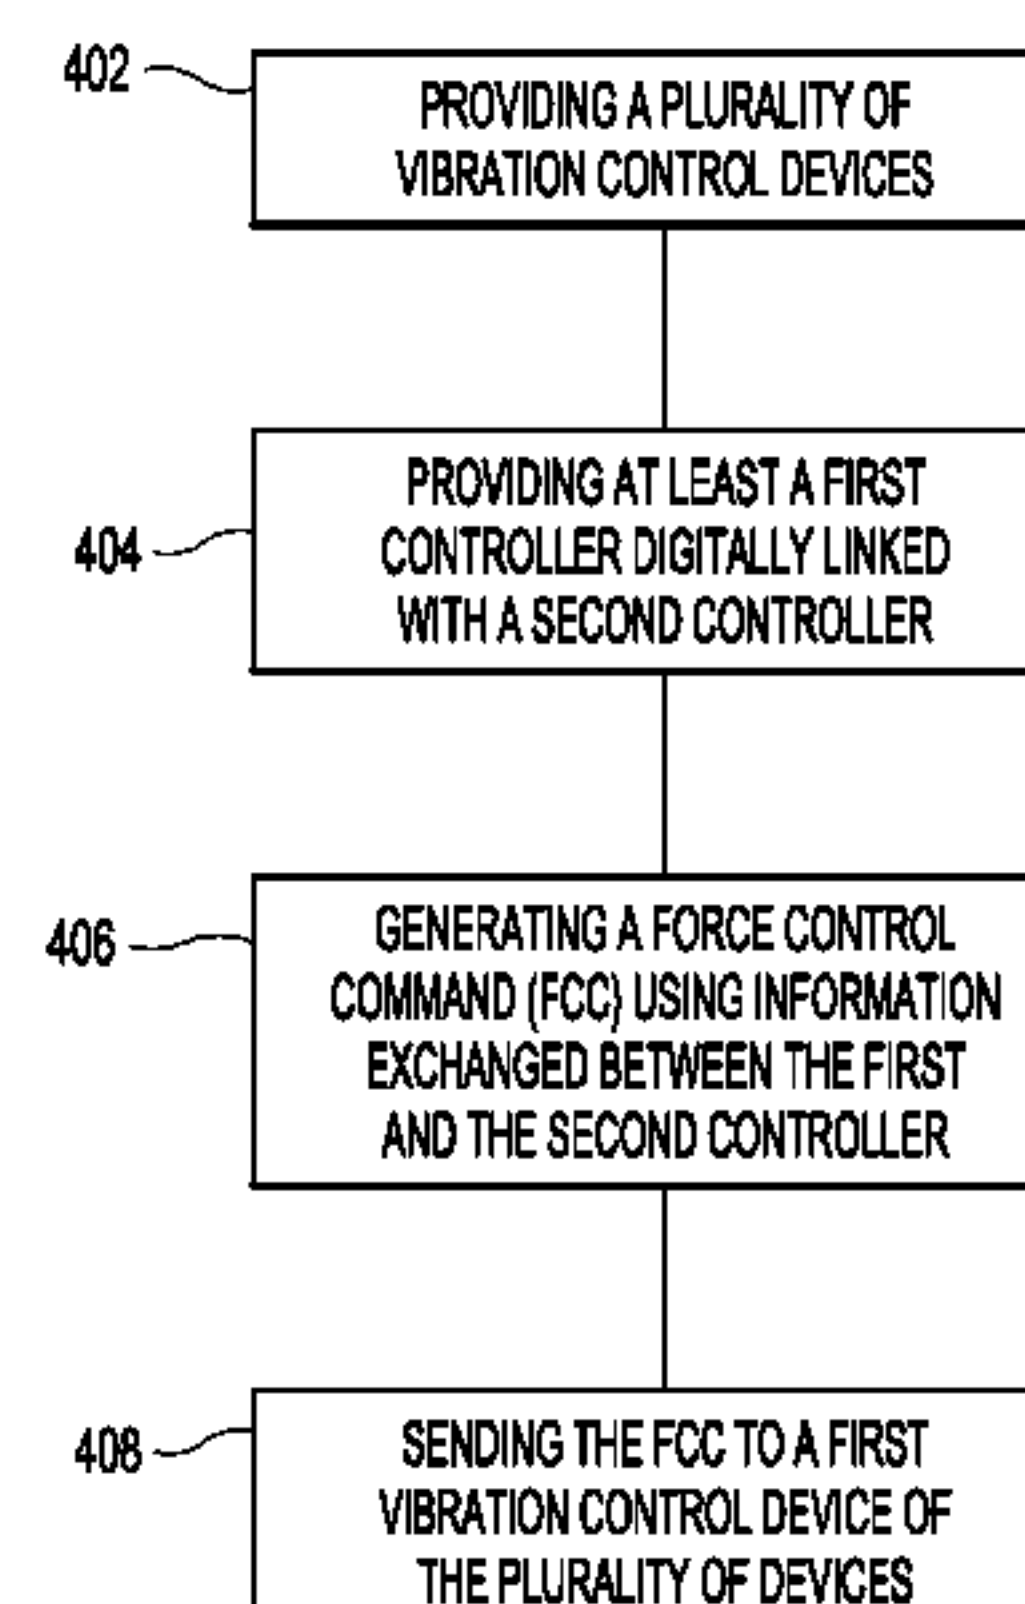 402
PROVIDING A PLURALITY OF
VIBRATION CONTROL DEVICES
404
PROVIDING AT LEAST A FIRST
CONTROLLER DIGITALLY LINKED
WITH A SECOND CONTROLLER
406
GENERATING A FORCE CONTROL
COMMAND (FCC) USING INFORMATION
EXCHANGED BETWEEN THE FIRST
AND THE SECOND CONTROLLER
408
SENDING THE FCC TO A FIRST
VIBRATION CONTROL DEVICE OF
THE PLURALITY OF DEVICES